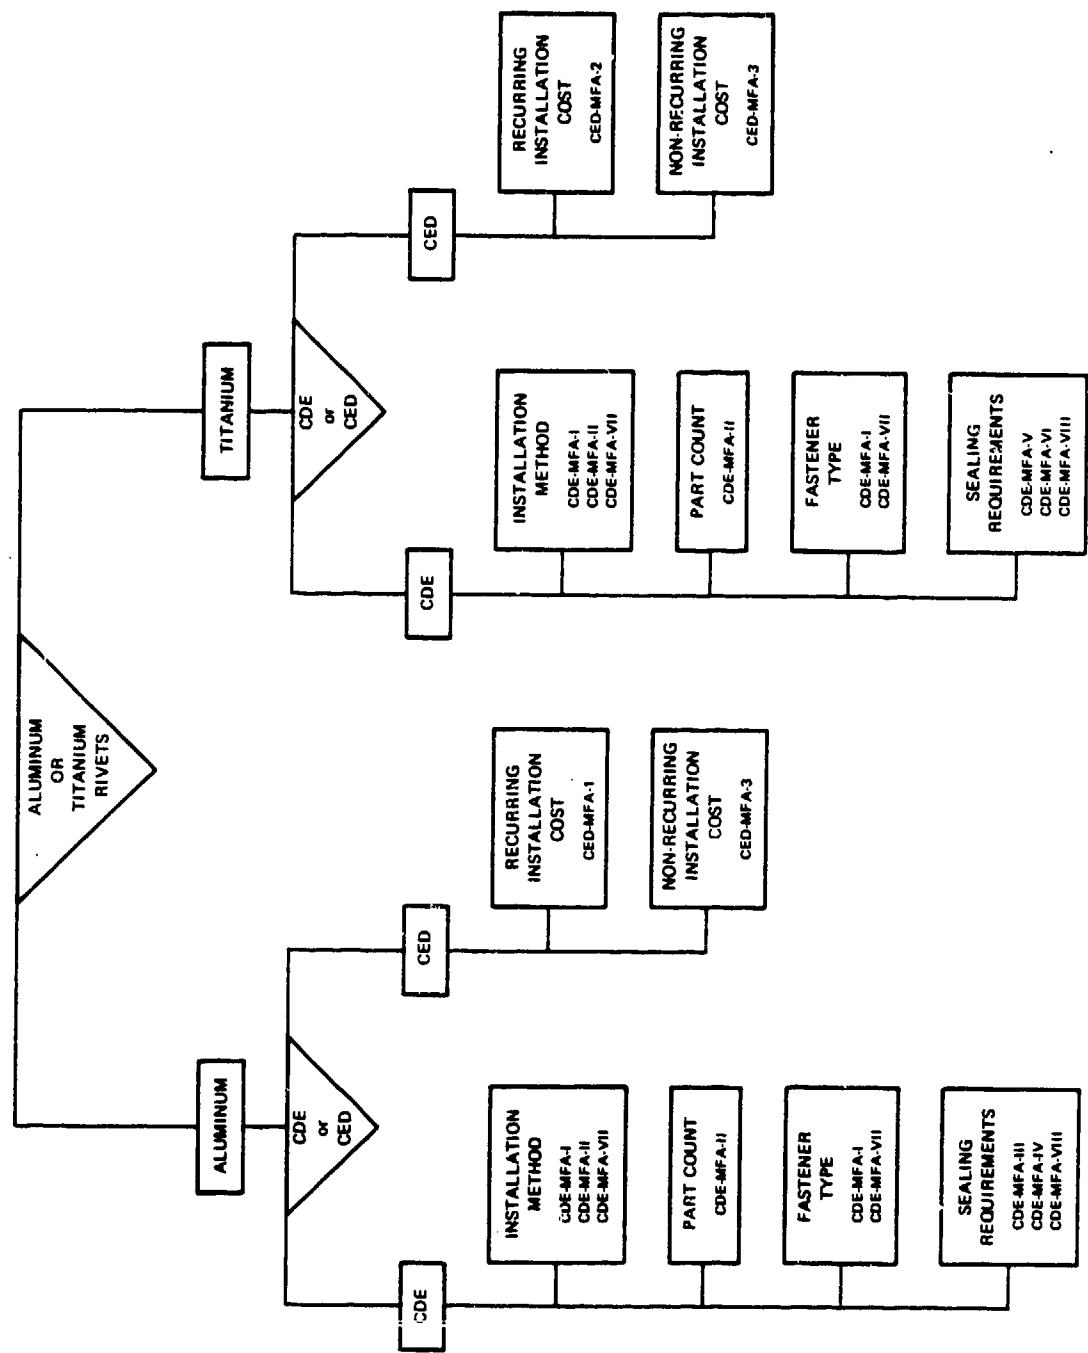 ALUMINUM
OR
TITANIUM
RIVETS
ALUMINUM
CDE
or
CED
CDE
INSTALLATION
METHOD
CDE-MFA-I
CDE-MFA-II
CDE-MFA-VII
PART COUNT
CDE-MFA-II
FASTENER
TYPE
CDE-MFA-I
CDE-MFA-VII
SEALING
REQUIREMENTS
CDE-MFA-III
CDE-MFA-IV
CDE-MFA-VIII
CED
RECURRING
INSTALLATION
COST
CED-MFA-1
NON-RECURRING
INSTALLATION
COST
CED-MFA-3
TITANIUM
CDE
or
CED
CDE
INSTALLATION
METHOD
CDE-MFA-I
CDE-MFA-II
CDE-MFA-VII
PART COUNT
CDE-MFA-II
FASTENER
TYPE
CDE-MFA-I
CDE-MFA-VII
SEALING
REQUIREMENTS
CDE-MFA-V
CDE-MFA-VI
CDE-MFA-VIII
CED
RECURRING
INSTALLATION
COST
CED-MFA-2
NON-RECURRING
INSTALLATION
COST
CED-MFA-3